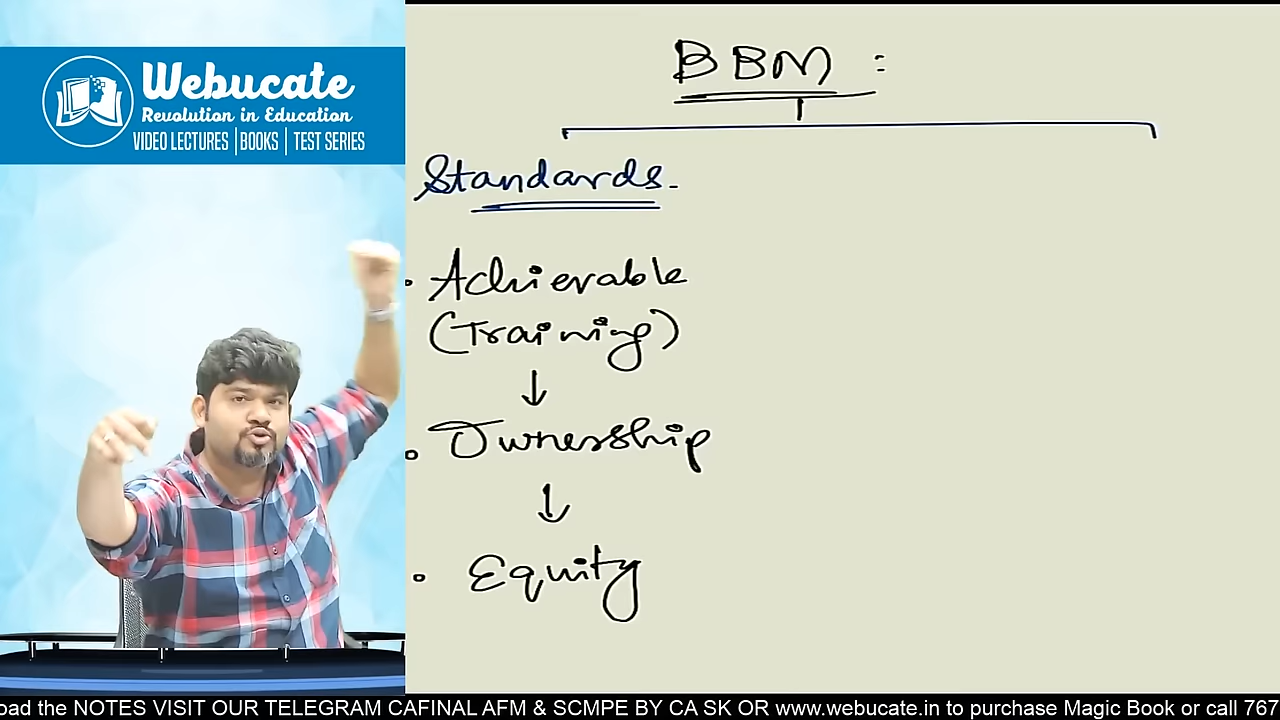 Webucate
Revolution in Education
VIDEO LECTURES | BOOKS | TEST SERIES
BBM :
Standards.
• Achievable
(Training)
↓
• Ownership
↓
• Equity
oad the NOTES VISIT OUR TELEGRAM CAFINAL AFM & SCMPE BY CA SK OR www.webucate.in to purchase Magic Book or call 767